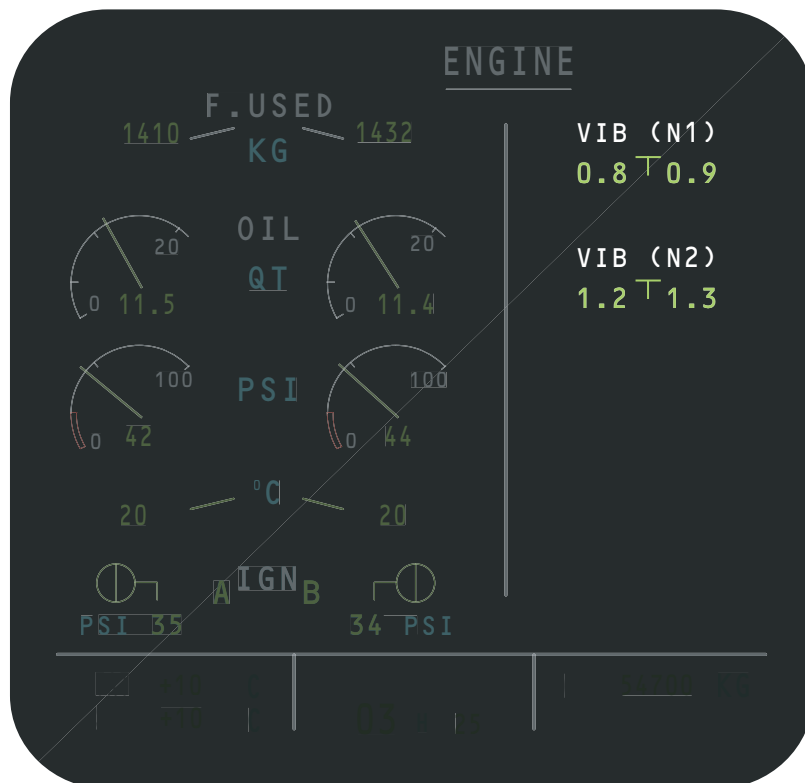 ENGINE
F.USED
1410 1432
KG
VIB (N1)
0.8 0.9
OIL
20 20
QT
VIB (N2)
0 11.5 0 11.4
1.2 1.3
100 PSI 100
0 42 0 44
°C
20 20
A IGN B
PSI 35 34 PSI